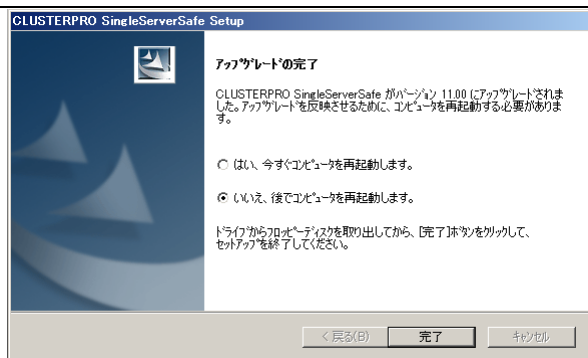 CLUSTERPRO SingleServerSafe Setup
アップグレードの完了
CLUSTERPRO SingleServerSafe がバージョン 11.00 にアップグレードされま
した。アップグレードを反映させるために、コンピュータを再起動する必要がありま
す。
はい、今すぐコンピュータを再起動します。
いいえ、後でコンピュータを再起動します。
ドライブからフロッピーディスクを取り出してから、[完了]ボタンをクリックして、
セットアップを終了してください。
< 戻る(B)
完了
キャンセル